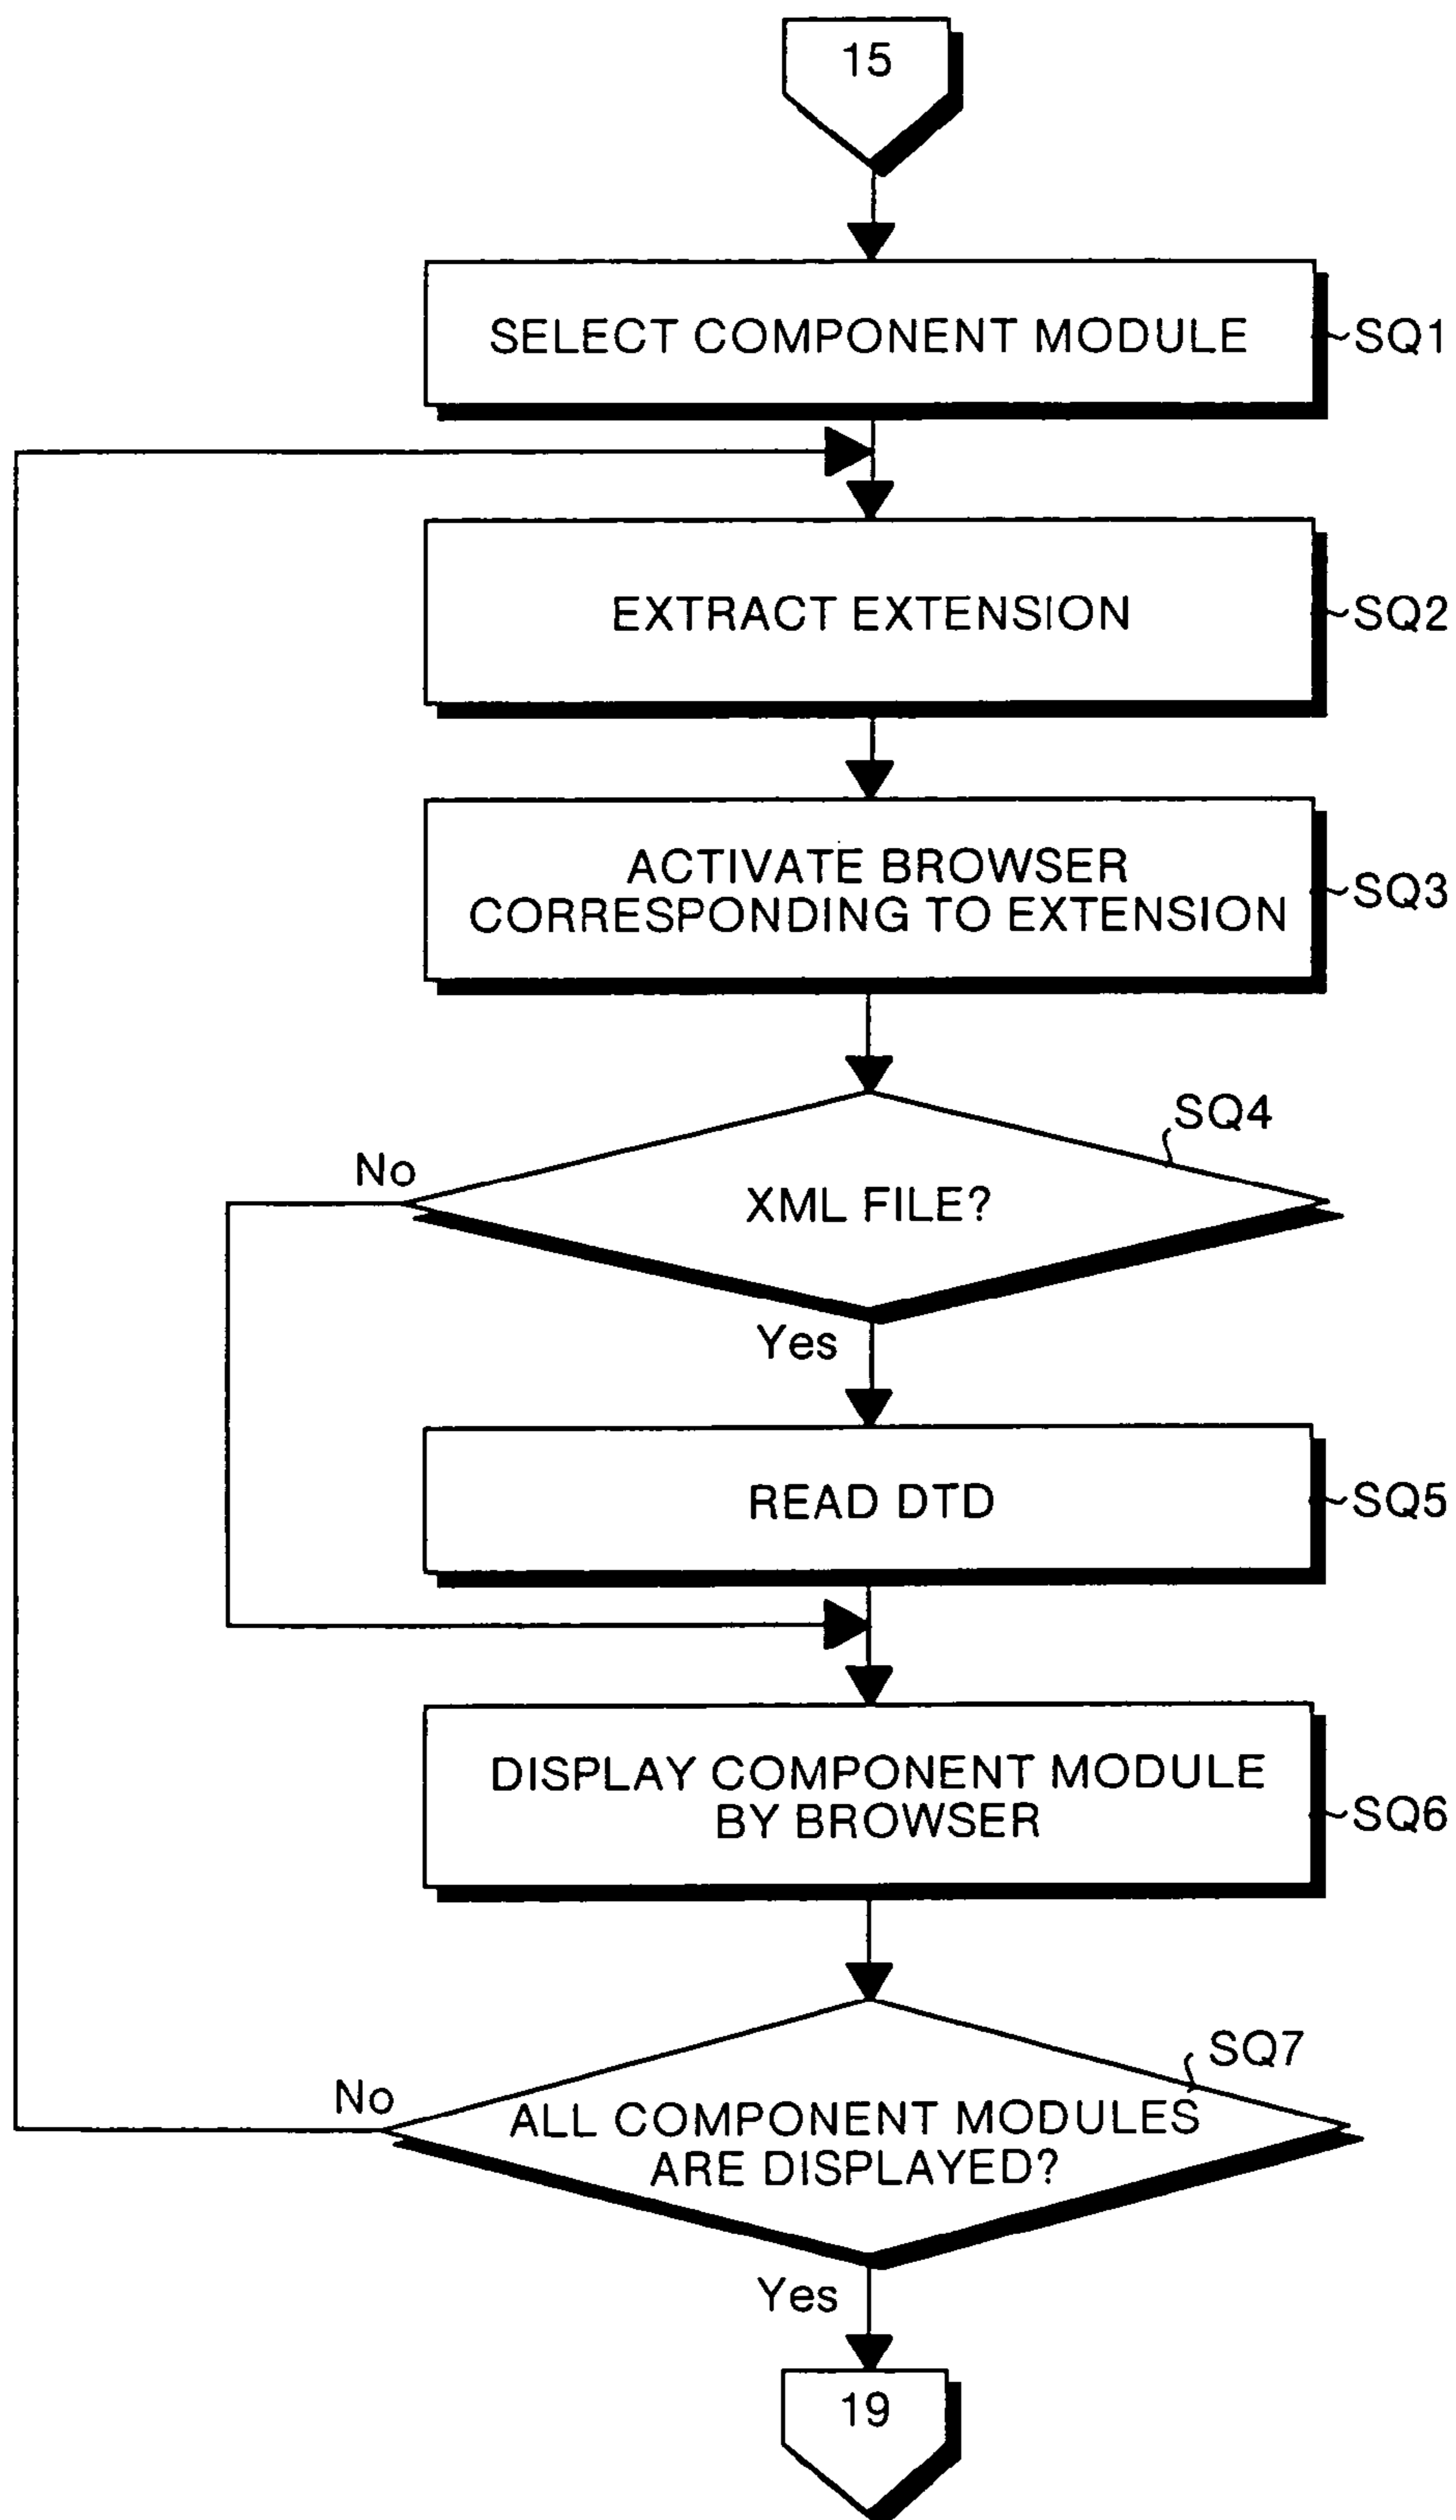 15
SELECT COMPONENT MODULE
SQ1
EXTRACT EXTENSION
SQ2
ACTIVATE BROWSER
CORRESPONDING TO EXTENSION
SQ3
SQ4
No
XML FILE?
Yes
READ DTD
SQ5
DISPLAY COMPONENT MODULE
BY BROWSER
SQ6
SQ7
No
ALL COMPONENT MODULES
ARE DISPLAYED?
Yes
19